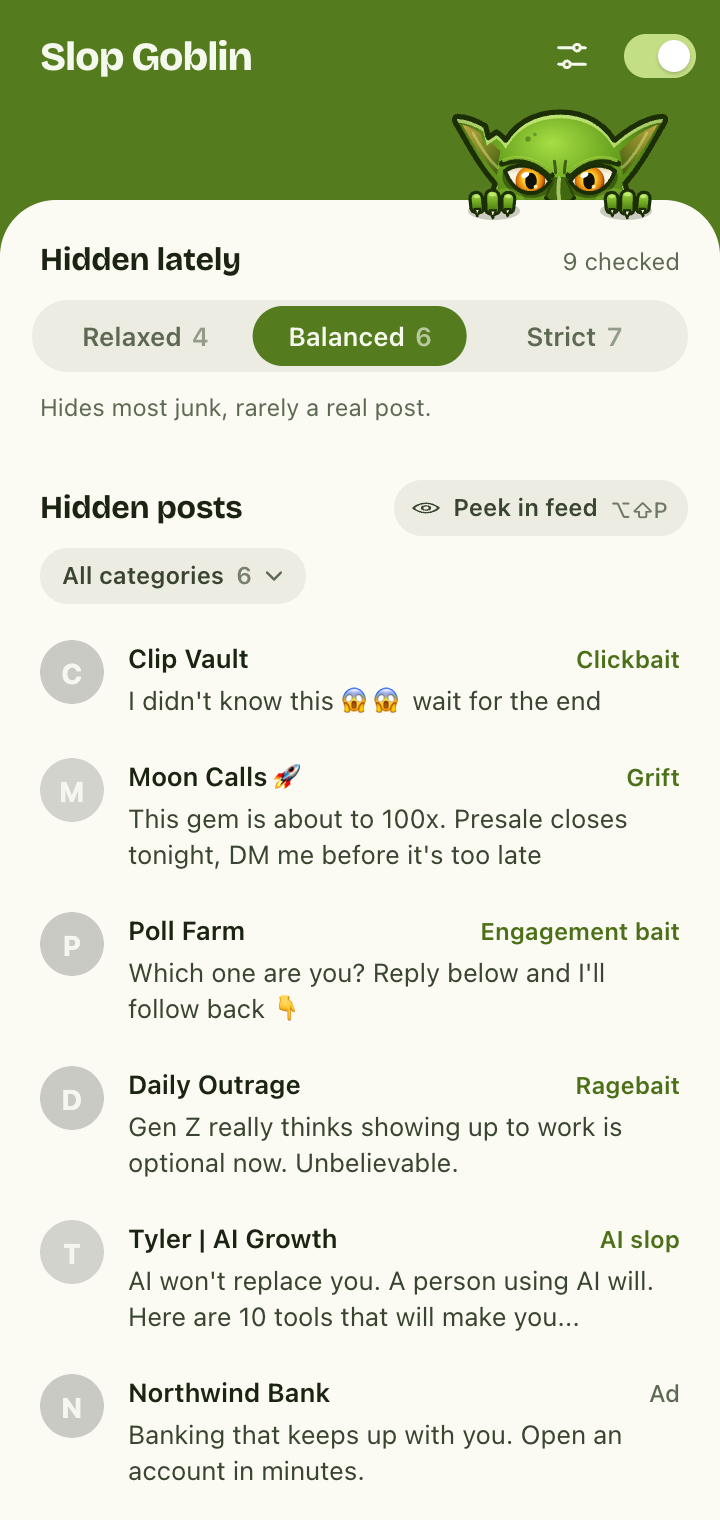 Slop Goblin
Hidden lately
9 checked
Relaxed 4
Balanced 6
Strict 7
Hides most junk, rarely a real post.
Hidden posts
Peek in feed ⌥⇧P
All categories 6
C
Clip Vault
Clickbait
I didn't know this 😱 😱 wait for the end
M
Moon Calls 🚀
Grift
This gem is about to 100x. Presale closes
tonight, DM me before it's too late
P
Poll Farm
Engagement bait
Which one are you? Reply below and I'll
follow back 👇
D
Daily Outrage
Ragebait
Gen Z really thinks showing up to work is
optional now. Unbelievable.
T
Tyler | AI Growth
AI slop
AI won't replace you. A person using AI will.
Here are 10 tools that will make you...
N
Northwind Bank
Ad
Banking that keeps up with you. Open an
account in minutes.